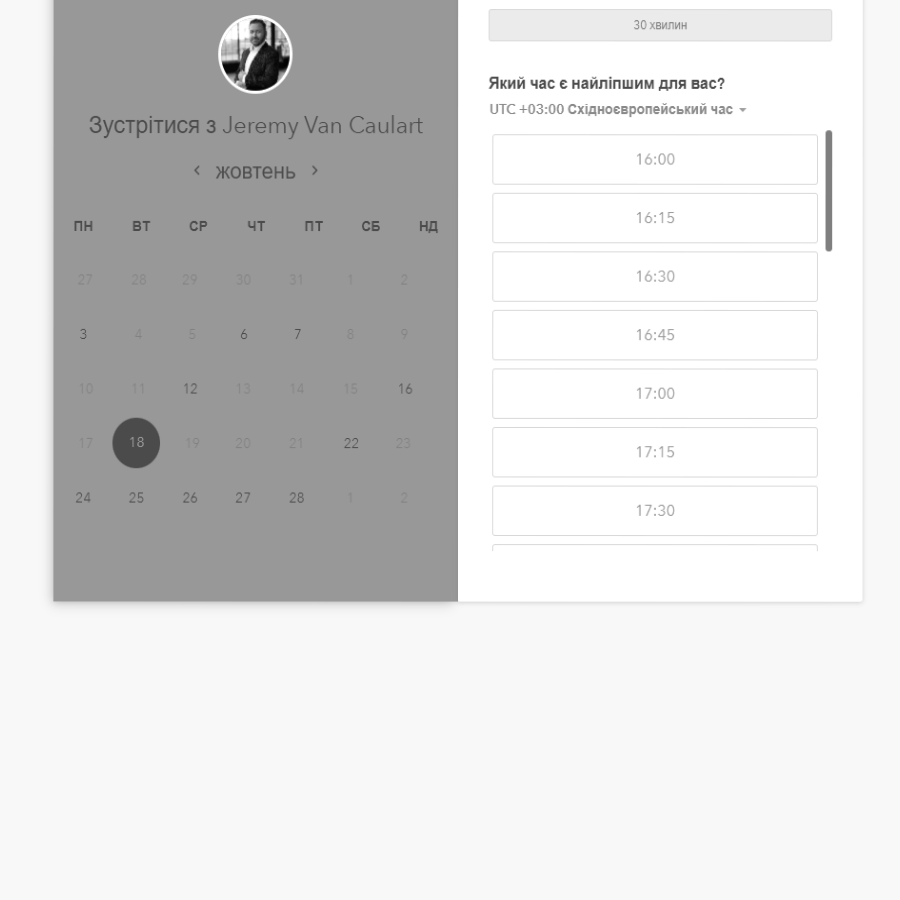 Зустрітися з Jeremy Van Caulart
‹ жовтень ›
ПН ВТ СР ЧТ ПТ СБ НД
27 28 29 30 31 1 2
3 4 5 6 7 8 9
10 11 12 13 14 15 16
17 18 19 20 21 22 23
24 25 26 27 28 1 2
30 хвилин
Який час є найліпшим для вас?
UTC +03:00 Східноєвропейський час
16:00
16:15
16:30
16:45
17:00
17:15
17:30